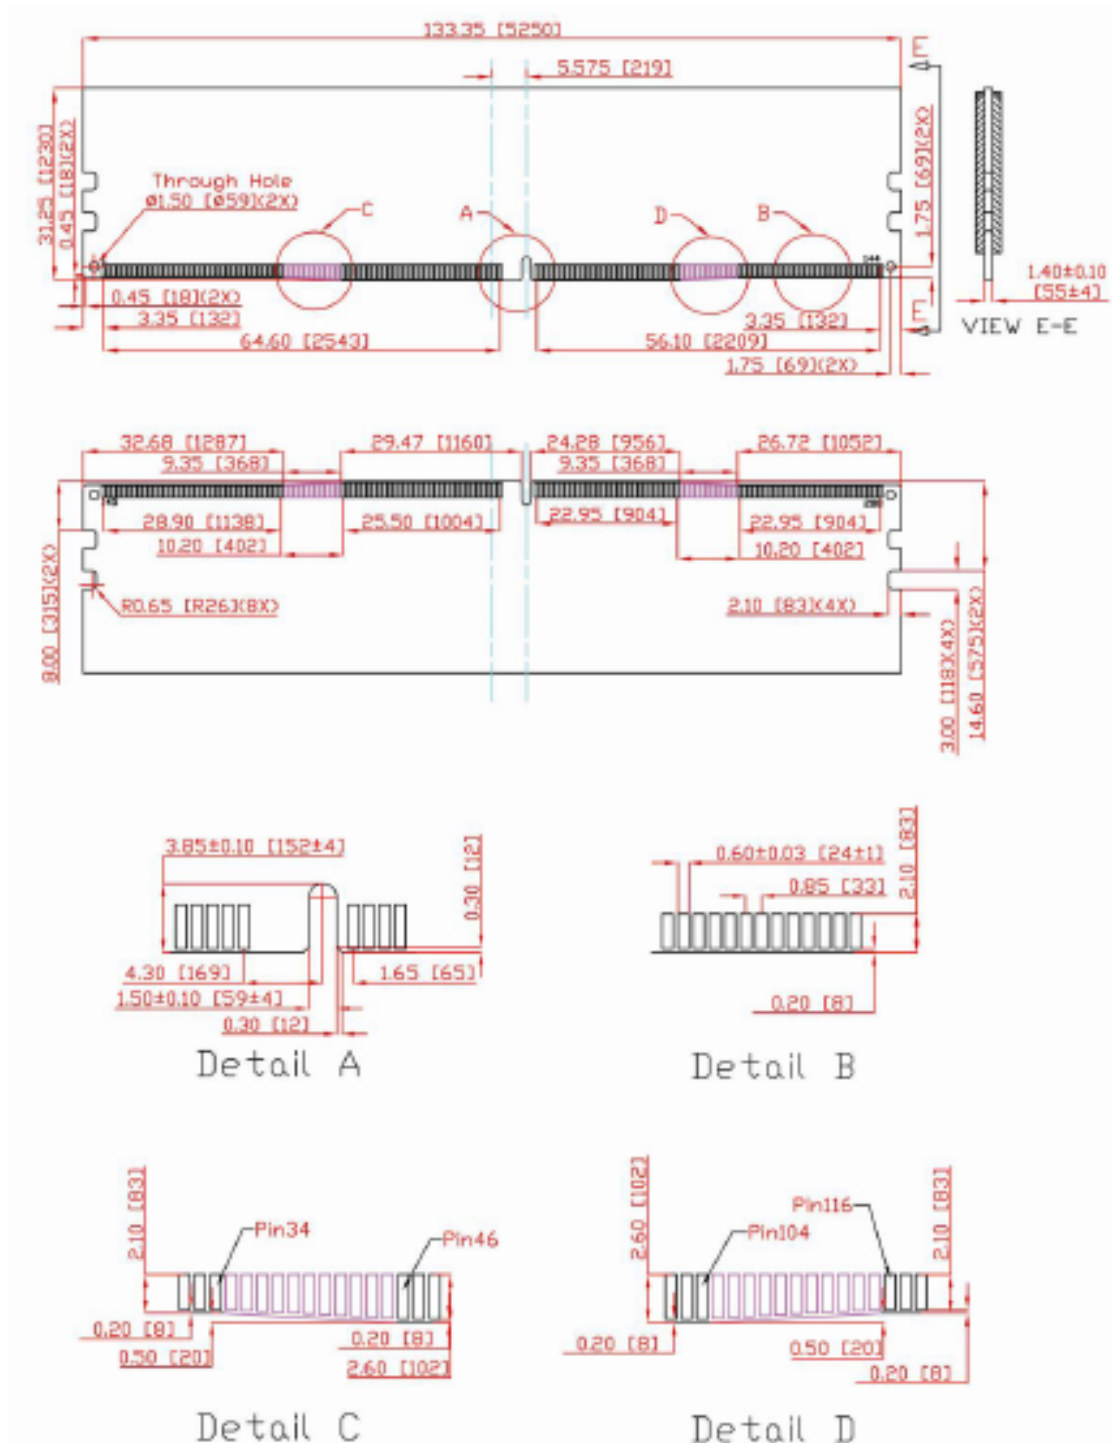 133.35 [5250]
E
5.575 [219]
31.25 [1230]
0.45 [18](2X)
Through Hole
Ø1.50 [Ø59](2X)
C
A
D
B
1.75 [69](2X)
144
1.40±0.10
[55±4]
0.45 [18](2X)
3.35 [132]
3.35 [132]
E
VIEW E-E
64.60 [2543]
56.10 [2209]
1.75 [69](2X)
32.68 [1287]
29.47 [1160]
24.28 [956]
26.72 [1052]
9.35 [368]
9.35 [368]
28.90 [1138]
25.50 [1004]
22.95 [904]
22.95 [904]
10.20 [402]
10.20 [402]
8.00 [315](2X)
R0.65 [R26](8X)
2.10 [83](4X)
3.00 [118](4X)
14.60 [575](2X)
3.85±0.10 [152±4]
0.30 [12]
0.60±0.03 [24±1]
2.10 [83]
0.85 [33]
4.30 [169]
1.65 [65]
1.50±0.10 [59±4]
0.20 [8]
0.30 [12]
Detail A
Detail B
2.10 [83]
Pin34
Pin46
2.60 [102]
Pin116
Pin104
2.10 [83]
0.20 [8]
0.50 [20]
0.20 [8]
2.60 [102]
0.20 [8]
0.50 [20]
0.20 [8]
Detail C
Detail D